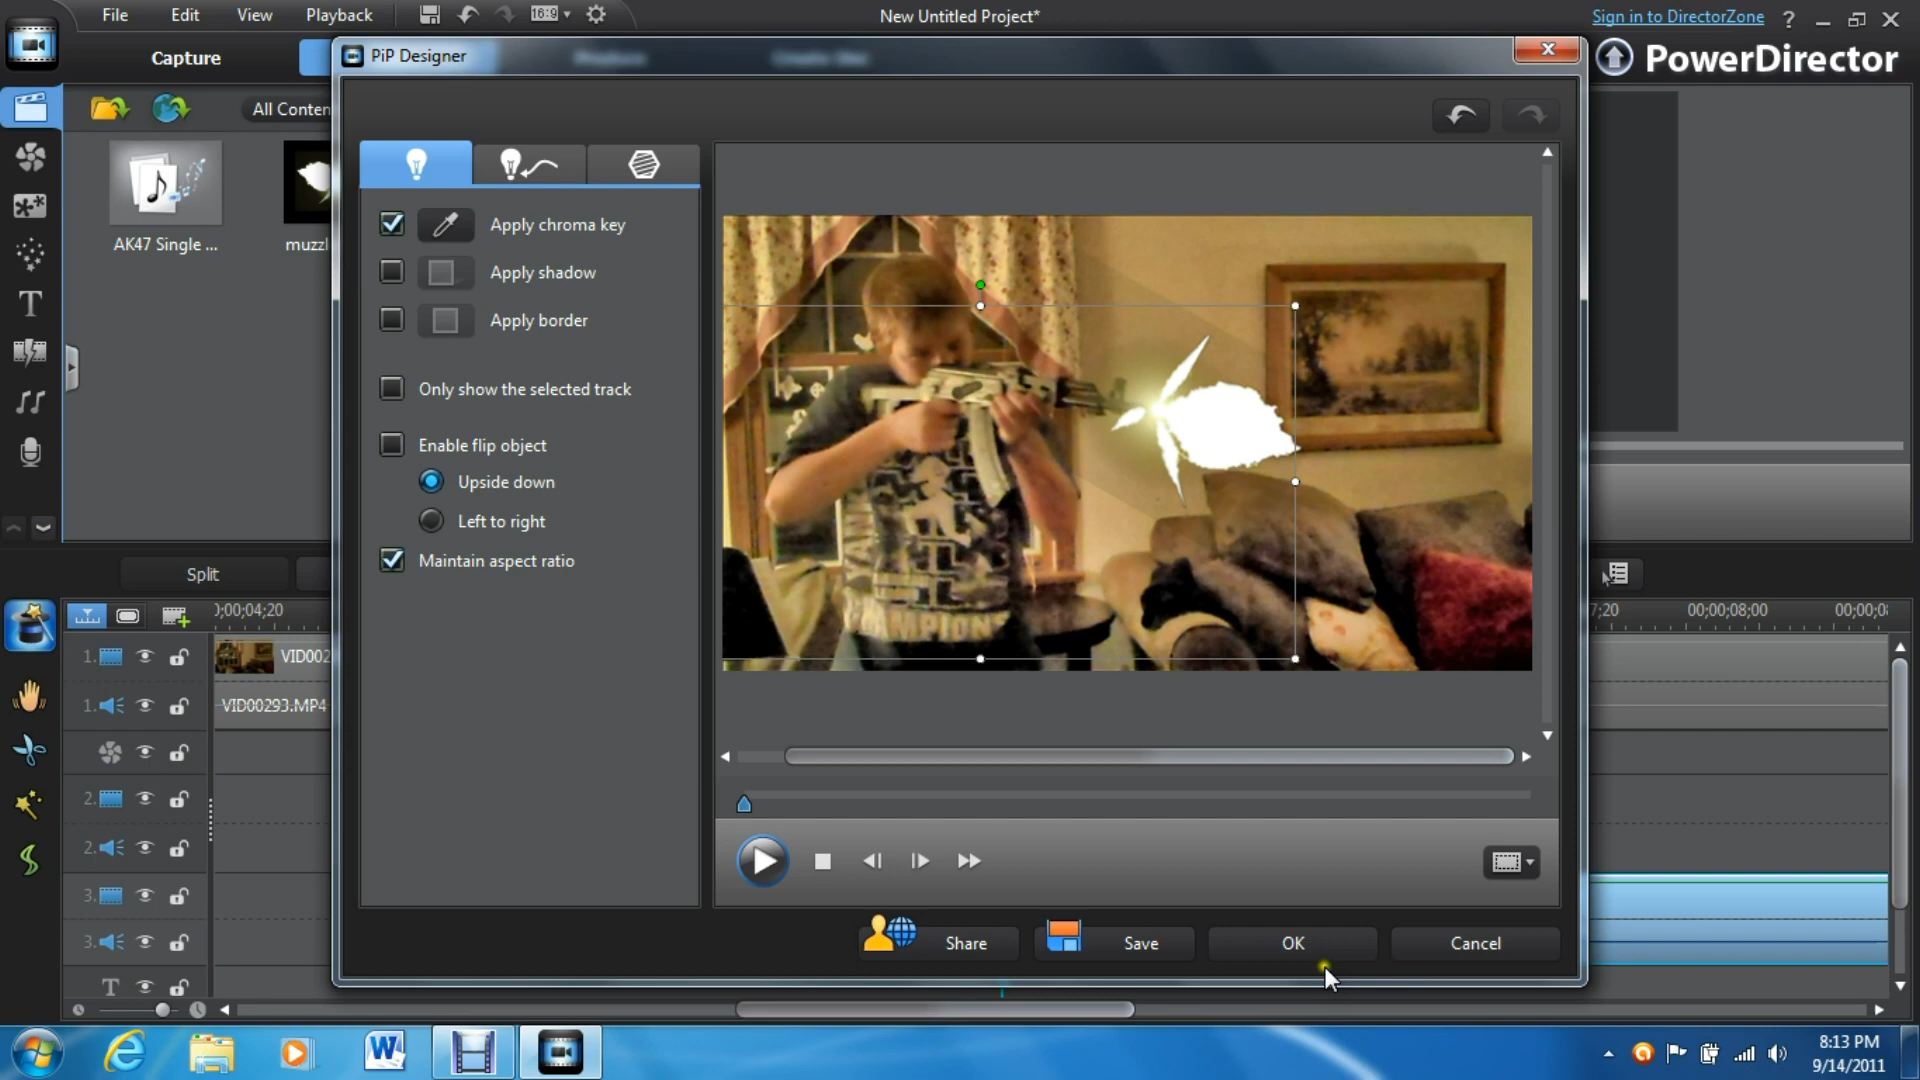 File Edit View Playback
16:9
New Untitled Project*
Sign in to DirectorZone
?
Capture
PiP Designer
Produce
Create Disc
PowerDirector
All Conten
Apply chroma key
AK47 Single ...
muzzl
Apply shadow
Apply border
Only show the selected track
Enable flip object
Upside down
Left to right
Maintain aspect ratio
CHAMPIONS
Split
);00;04;20
7;20
00;00;08;00
00;00;0
1.
VID002
1.
VID00293.MP4
2.
2.
3.
3.
T
Share
Save
OK
Cancel
8:13 PM
9/14/2011